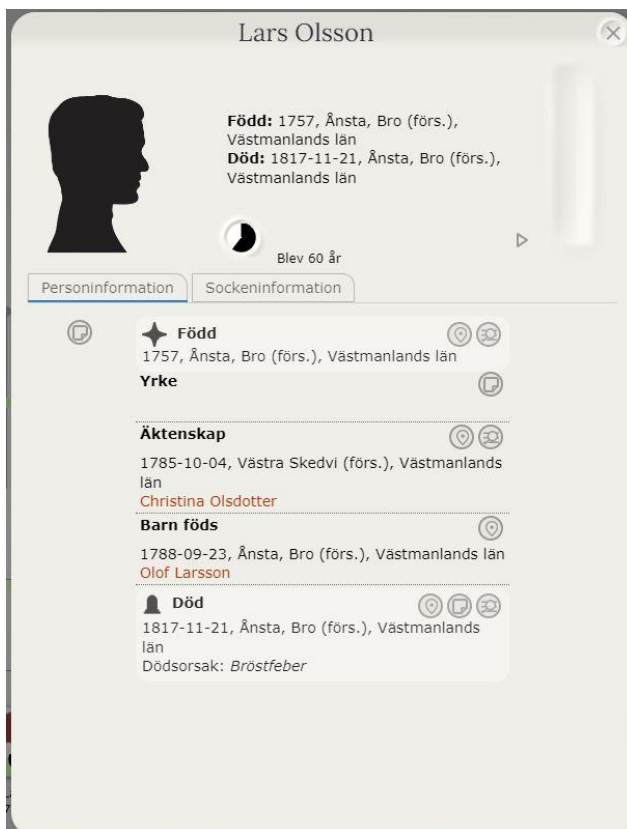 Lars Olsson
Född: 1757, Ånsta, Bro (förs.),
Västmanlands län
Död: 1817-11-21, Ånsta, Bro (förs.),
Västmanlands län
Blev 60 år
Personinformation
Sockeninformation
Född
1757, Ånsta, Bro (förs.), Västmanlands län
Yrke
Äktenskap
1785-10-04, Västra Skedvi (förs.), Västmanlands
län
Christina Olsdotter
Barn föds
1788-09-23, Ånsta, Bro (förs.), Västmanlands län
Olof Larsson
Död
1817-11-21, Ånsta, Bro (förs.), Västmanlands
län
Dödsorsak: Bröstfeber